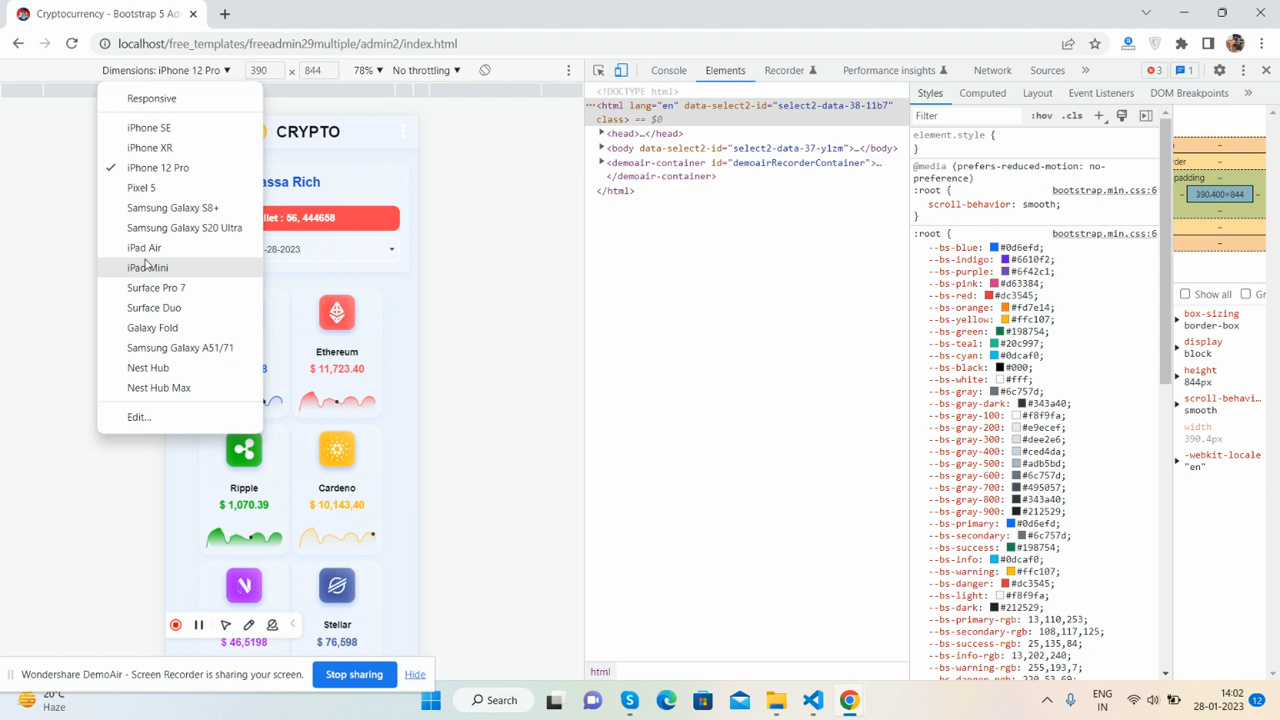 Cryptocurrency - Bootstrap 5 Ad
localhost/free_templates/freeadmin29multiple/admin2/index.html
Dimensions: iPhone 12 Pro 390 × 844 78% No throttling
Responsive
iPhone SE
iPhone XR
iPhone 12 Pro
Pixel 5
Samsung Galaxy S8+
Samsung Galaxy S20 Ultra
iPad Air
iPad Mini
Surface Pro 7
Surface Duo
Galaxy Fold
Samsung Galaxy A51/71
Nest Hub
Nest Hub Max
Edit...
CRYPTO
assa Rich
llet : 56, 444658
-28-2023
Ethereum
8 $ 11,723.40
Ripple Cardeno
$ 1,070.39 $ 10,143,40
Stellar
$ 46,5198 $ 76,598
Console Elements Recorder Performance insights Network Sources » 3 1
<!DOCTYPE html>
<html lang="en" data-select2-id="select2-data-38-11b7"
class> == $0
<head>…</head>
<body data-select2-id="select2-data-37-y1zm">…</body>
<demoair-container id="demoairRecorderContainer">…
</demoair-container>
</html>
html
Styles Computed Layout Event Listeners DOM Breakpoints »
Filter :hov .cls
element.style {
}
@media (prefers-reduced-motion: no-
preference)
:root { bootstrap.min.css:6
scroll-behavior: smooth;
}
:root { bootstrap.min.css:6
--bs-blue: #0d6efd;
--bs-indigo: #6610f2;
--bs-purple: #6f42c1;
--bs-pink: #d63384;
--bs-red: #dc3545;
--bs-orange: #fd7e14;
--bs-yellow: #ffc107;
--bs-green: #198754;
--bs-teal: #20c997;
--bs-cyan: #0dcaf0;
--bs-black: #000;
--bs-white: #fff;
--bs-gray: #6c757d;
--bs-gray-dark: #343a40;
--bs-gray-100: #f8f9fa;
--bs-gray-200: #e9ecef;
--bs-gray-300: #dee2e6;
--bs-gray-400: #ced4da;
--bs-gray-500: #adb5bd;
--bs-gray-600: #6c757d;
--bs-gray-700: #495057;
--bs-gray-800: #343a40;
--bs-gray-900: #212529;
--bs-primary: #0d6efd;
--bs-secondary: #6c757d;
--bs-success: #198754;
--bs-info: #0dcaf0;
--bs-warning: #ffc107;
--bs-danger: #dc3545;
--bs-light: #f8f9fa;
--bs-dark: #212529;
--bs-primary-rgb: 13,110,253;
--bs-secondary-rgb: 108,117,125;
--bs-success-rgb: 25,135,84;
--bs-info-rgb: 13,202,240;
--bs-warning-rgb: 255,193,7;
--bs-danger-rgb: 220,53,69;
rder
padding
390.400×844
Show all Gr
box-sizing
border-box
display
block
height
844px
scroll-behavi…
smooth
width
390.4px
-webkit-locale
"en"
Wondershare DemoAir - Screen Recorder is sharing your screen. Stop sharing Hide
20°C
Haze
Search
ENG
IN
14:02
28-01-2023
12